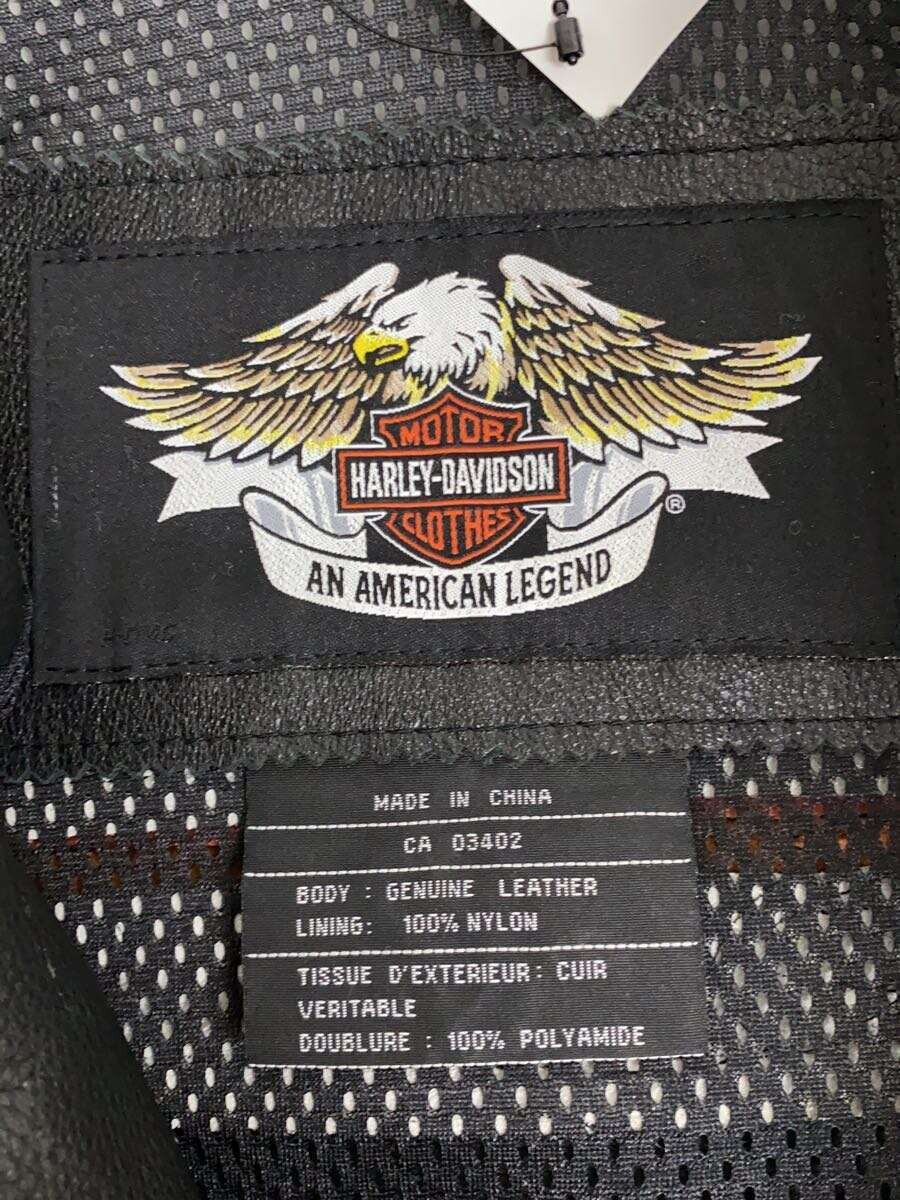 MOTOR
HARLEY-DAVIDSON
CLOTHES
®
AN AMERICAN LEGEND
MADE IN CHINA
CA 03402
BODY : GENUINE LEATHER
LINING: 100% NYLON
TISSUE D'EXTERIEUR: CUIR
VERITABLE
DOUBLURE : 100% POLYAMIDE